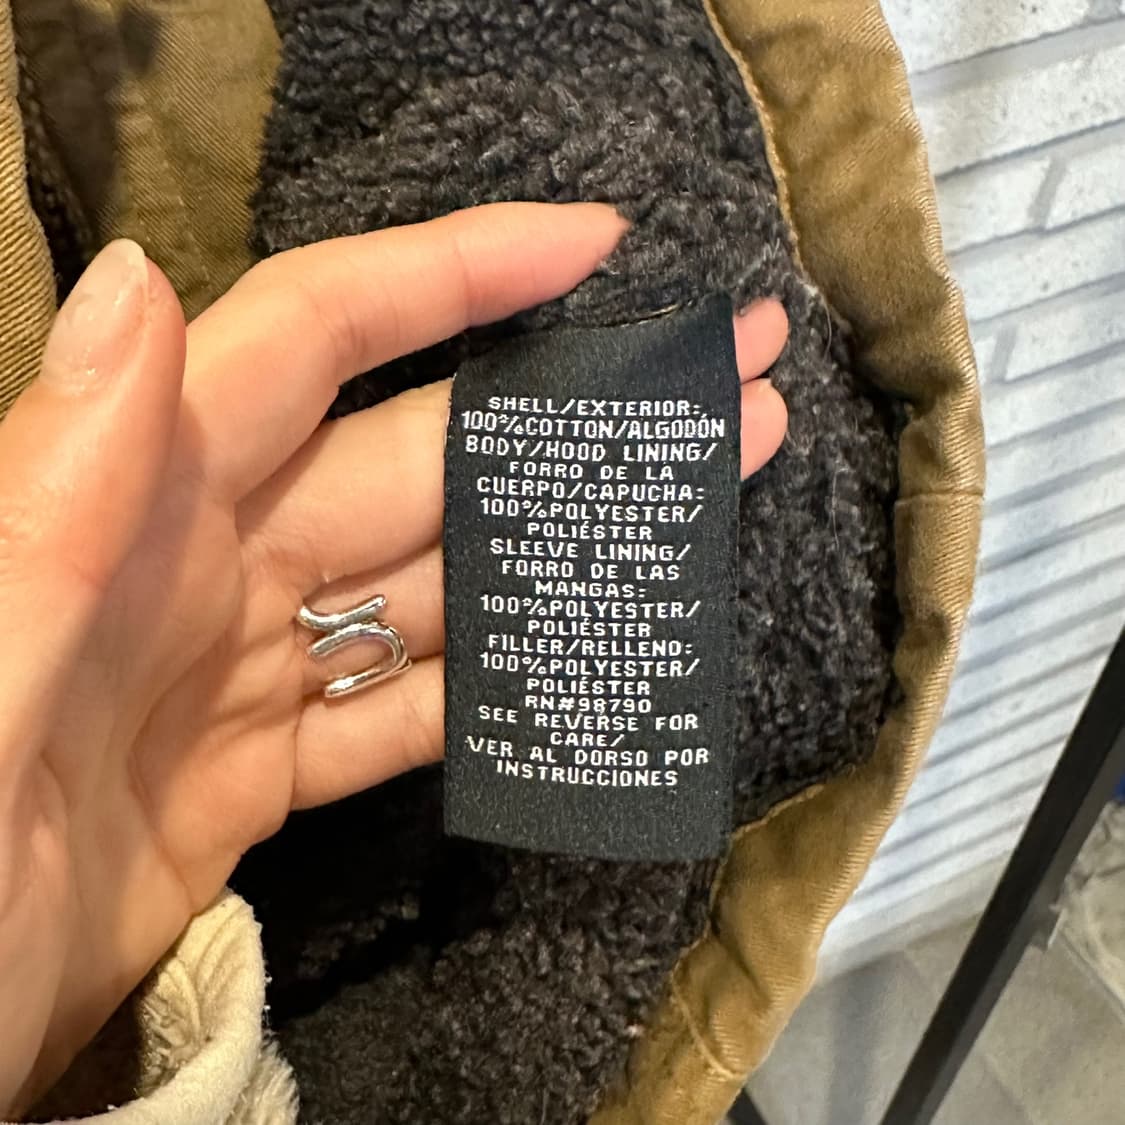 SHELL/EXTERIOR:
100%COTTON/ALGODÓN
BODY/HOOD LINING/
FORRO DE LA
CUERPO/CAPUCHA:
100%POLYESTER/
POLIÉSTER
SLEEVE LINING/
FORRO DE LAS
MANGAS:
100%POLYESTER/
POLIÉSTER
FILLER/RELLENO:
100%POLYESTER/
POLIÉSTER
RN#98790
SEE REVERSE FOR
CARE/
VER AL DORSO POR
INSTRUCCIONES